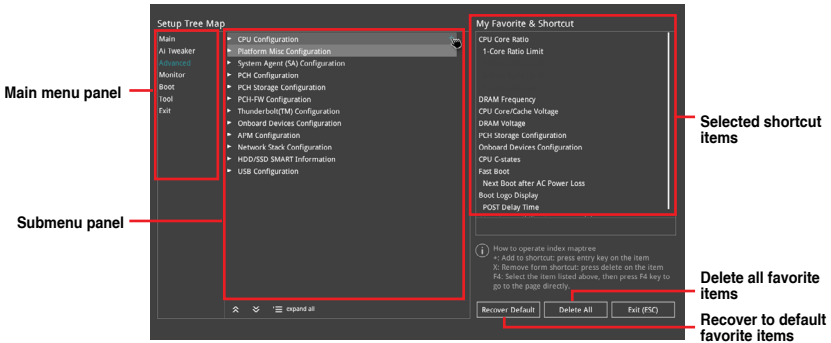 Setup Tree Map
Main
Ai Tweaker
Advanced
Monitor
Boot
Tool
Exit
CPU Configuration
Platform Misc Configuration
System Agent (SA) Configuration
PCH Configuration
PCH Storage Configuration
PCH-FW Configuration
Thunderbolt(TM) Configuration
Onboard Devices Configuration
APM Configuration
Network Stack Configuration
HDD/SSD SMART Information
USB Configuration
expand all
My Favorite & Shortcut
CPU Core Ratio
1-Core Ratio Limit
DRAM Frequency
CPU Core/Cache Voltage
DRAM Voltage
PCH Storage Configuration
Onboard Devices Configuration
CPU C-states
Fast Boot
Next Boot after AC Power Loss
Boot Logo Display
POST Delay Time
How to operate index maptree
+: Add to shortcut: press entry key on the item
X: Remove form shortcut: press delete on the item
F4: Select the item listed above, then press F4 key to
go to the page directly.
Recover Default
Delete All
Exit (ESC)
Main menu panel
Submenu panel
Selected shortcut
items
Delete all favorite
items
Recover to default
favorite items